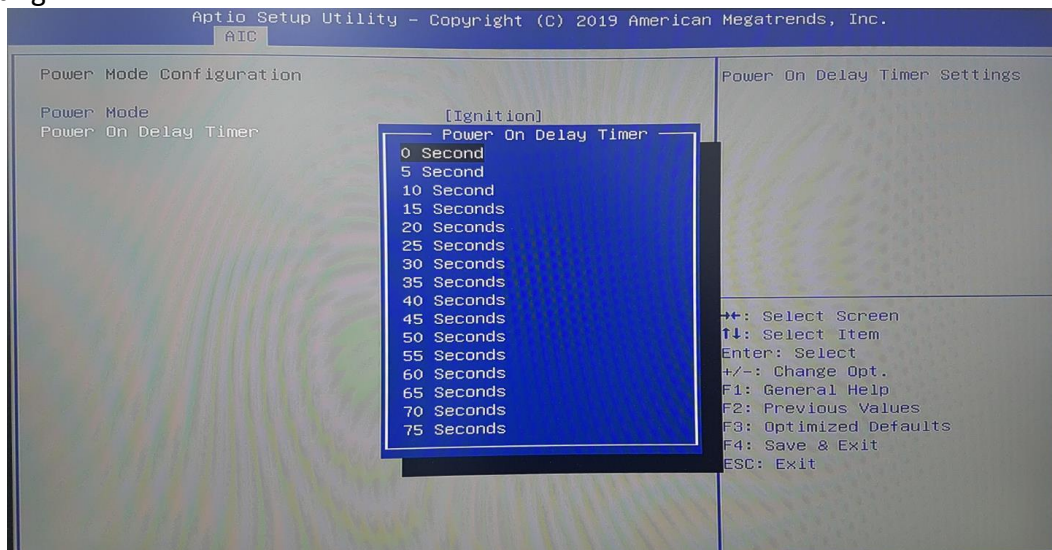 Aptio Setup Utility – Copyright (C) 2019 American Megatrends, Inc.
AIC
Power Mode Configuration
Power Mode [Ignition]
Power On Delay Timer
Power On Delay Timer
0 Second
5 Second
10 Second
15 Seconds
20 Seconds
25 Seconds
30 Seconds
35 Seconds
40 Seconds
45 Seconds
50 Seconds
55 Seconds
60 Seconds
65 Seconds
70 Seconds
75 Seconds
Power On Delay Timer Settings
→←: Select Screen
↑↓: Select Item
Enter: Select
+/-: Change Opt.
F1: General Help
F2: Previous Values
F3: Optimized Defaults
F4: Save & Exit
ESC: Exit